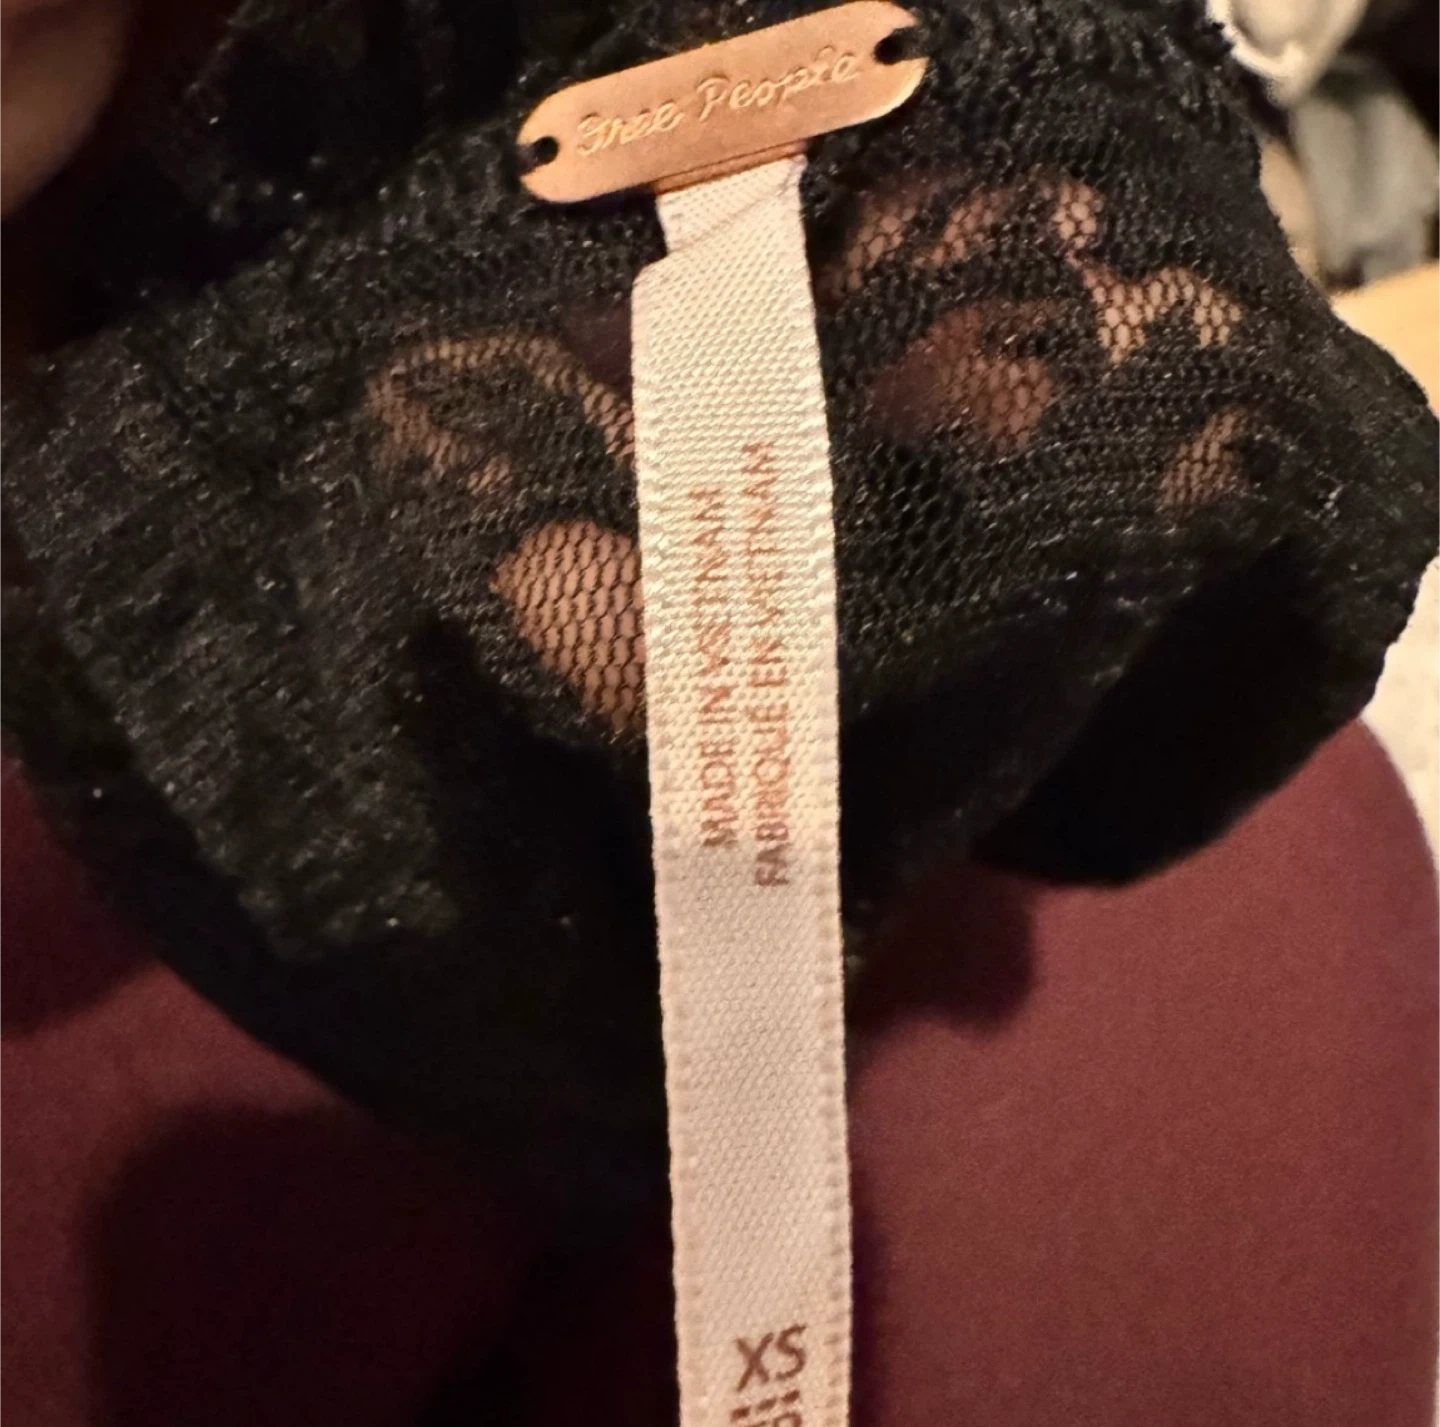 Free People
MADE IN VIETNAM
FABRIQUÉ EN VIETNAM
XS